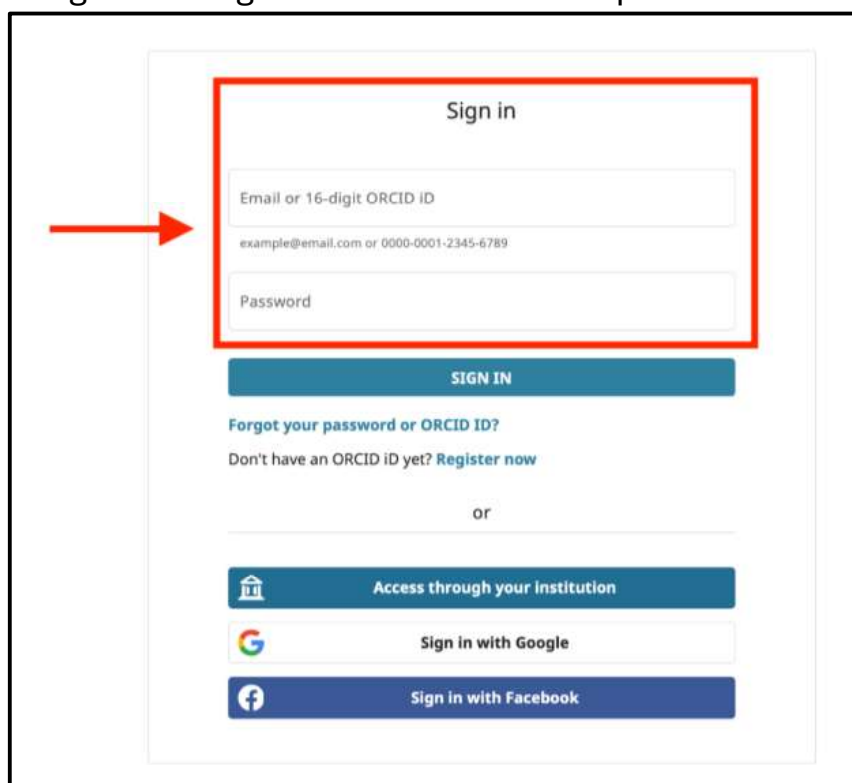 Sign in
Email or 16-digit ORCID iD
example@email.com or 0000-0001-2345-6789
Password
SIGN IN
Forgot your password or ORCID ID?
Don't have an ORCID iD yet? Register now
or
Access through your institution
Sign in with Google
Sign in with Facebook